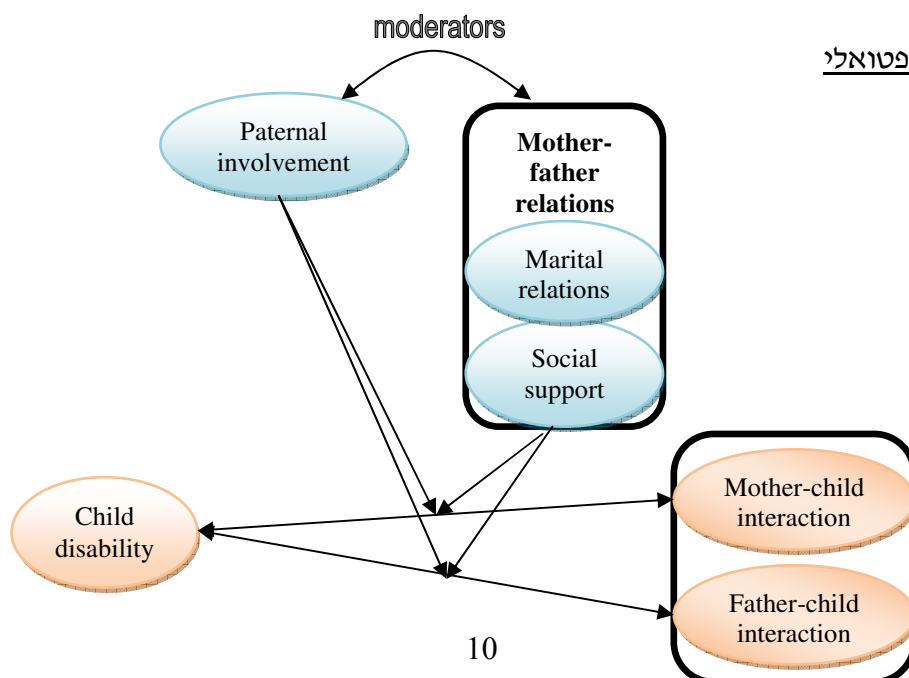 moderators
פטואלי
Paternal
involvement
Mother-
father
relations
Marital
relations
Social
support
Child
disability
Mother-child
interaction
Father-child
interaction
10